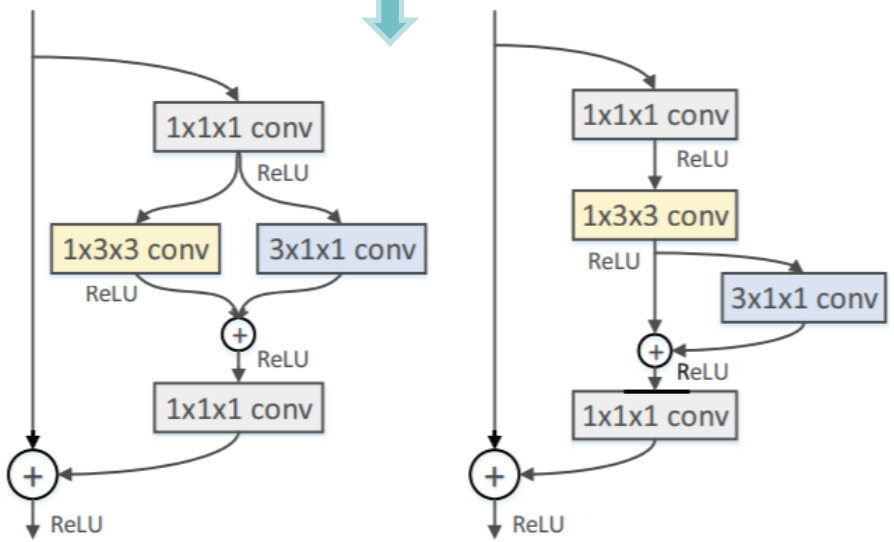 1x1x1 conv
ReLU
1x3x3 conv
3x1x1 conv
ReLU
+
ReLU
1x1x1 conv
+
ReLU
1x1x1 conv
ReLU
1x3x3 conv
ReLU
3x1x1 conv
+
ReLU
1x1x1 conv
+
ReLU